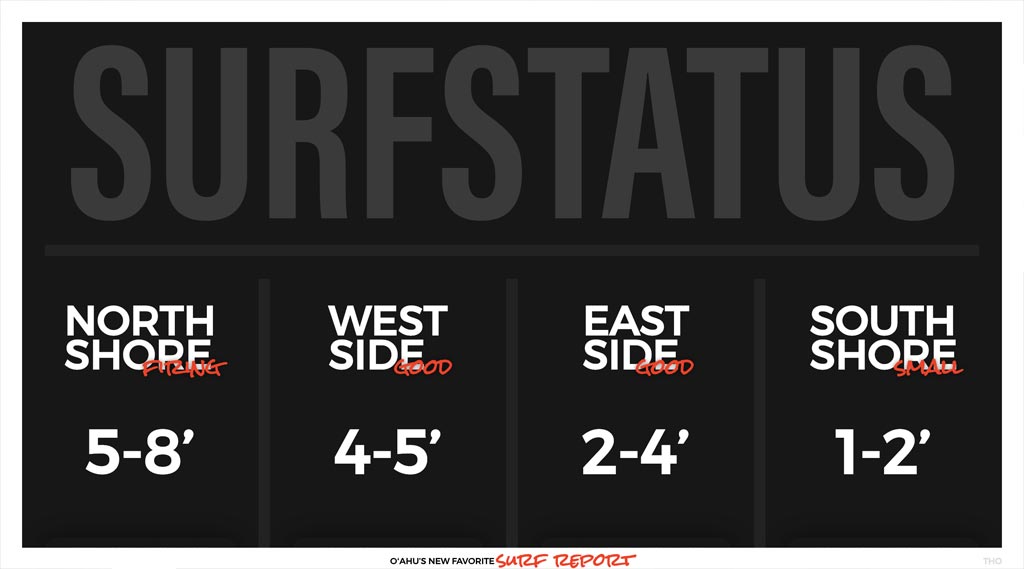 SURFSTATUS
NORTH
SHORE
FIRING
5-8’
WEST
SIDE
GOOD
4-5’
EAST
SIDE
GOOD
2-4’
SOUTH
SHORE
SMALL
1-2’
O'AHU'S NEW FAVORITE SURF REPORT
THO